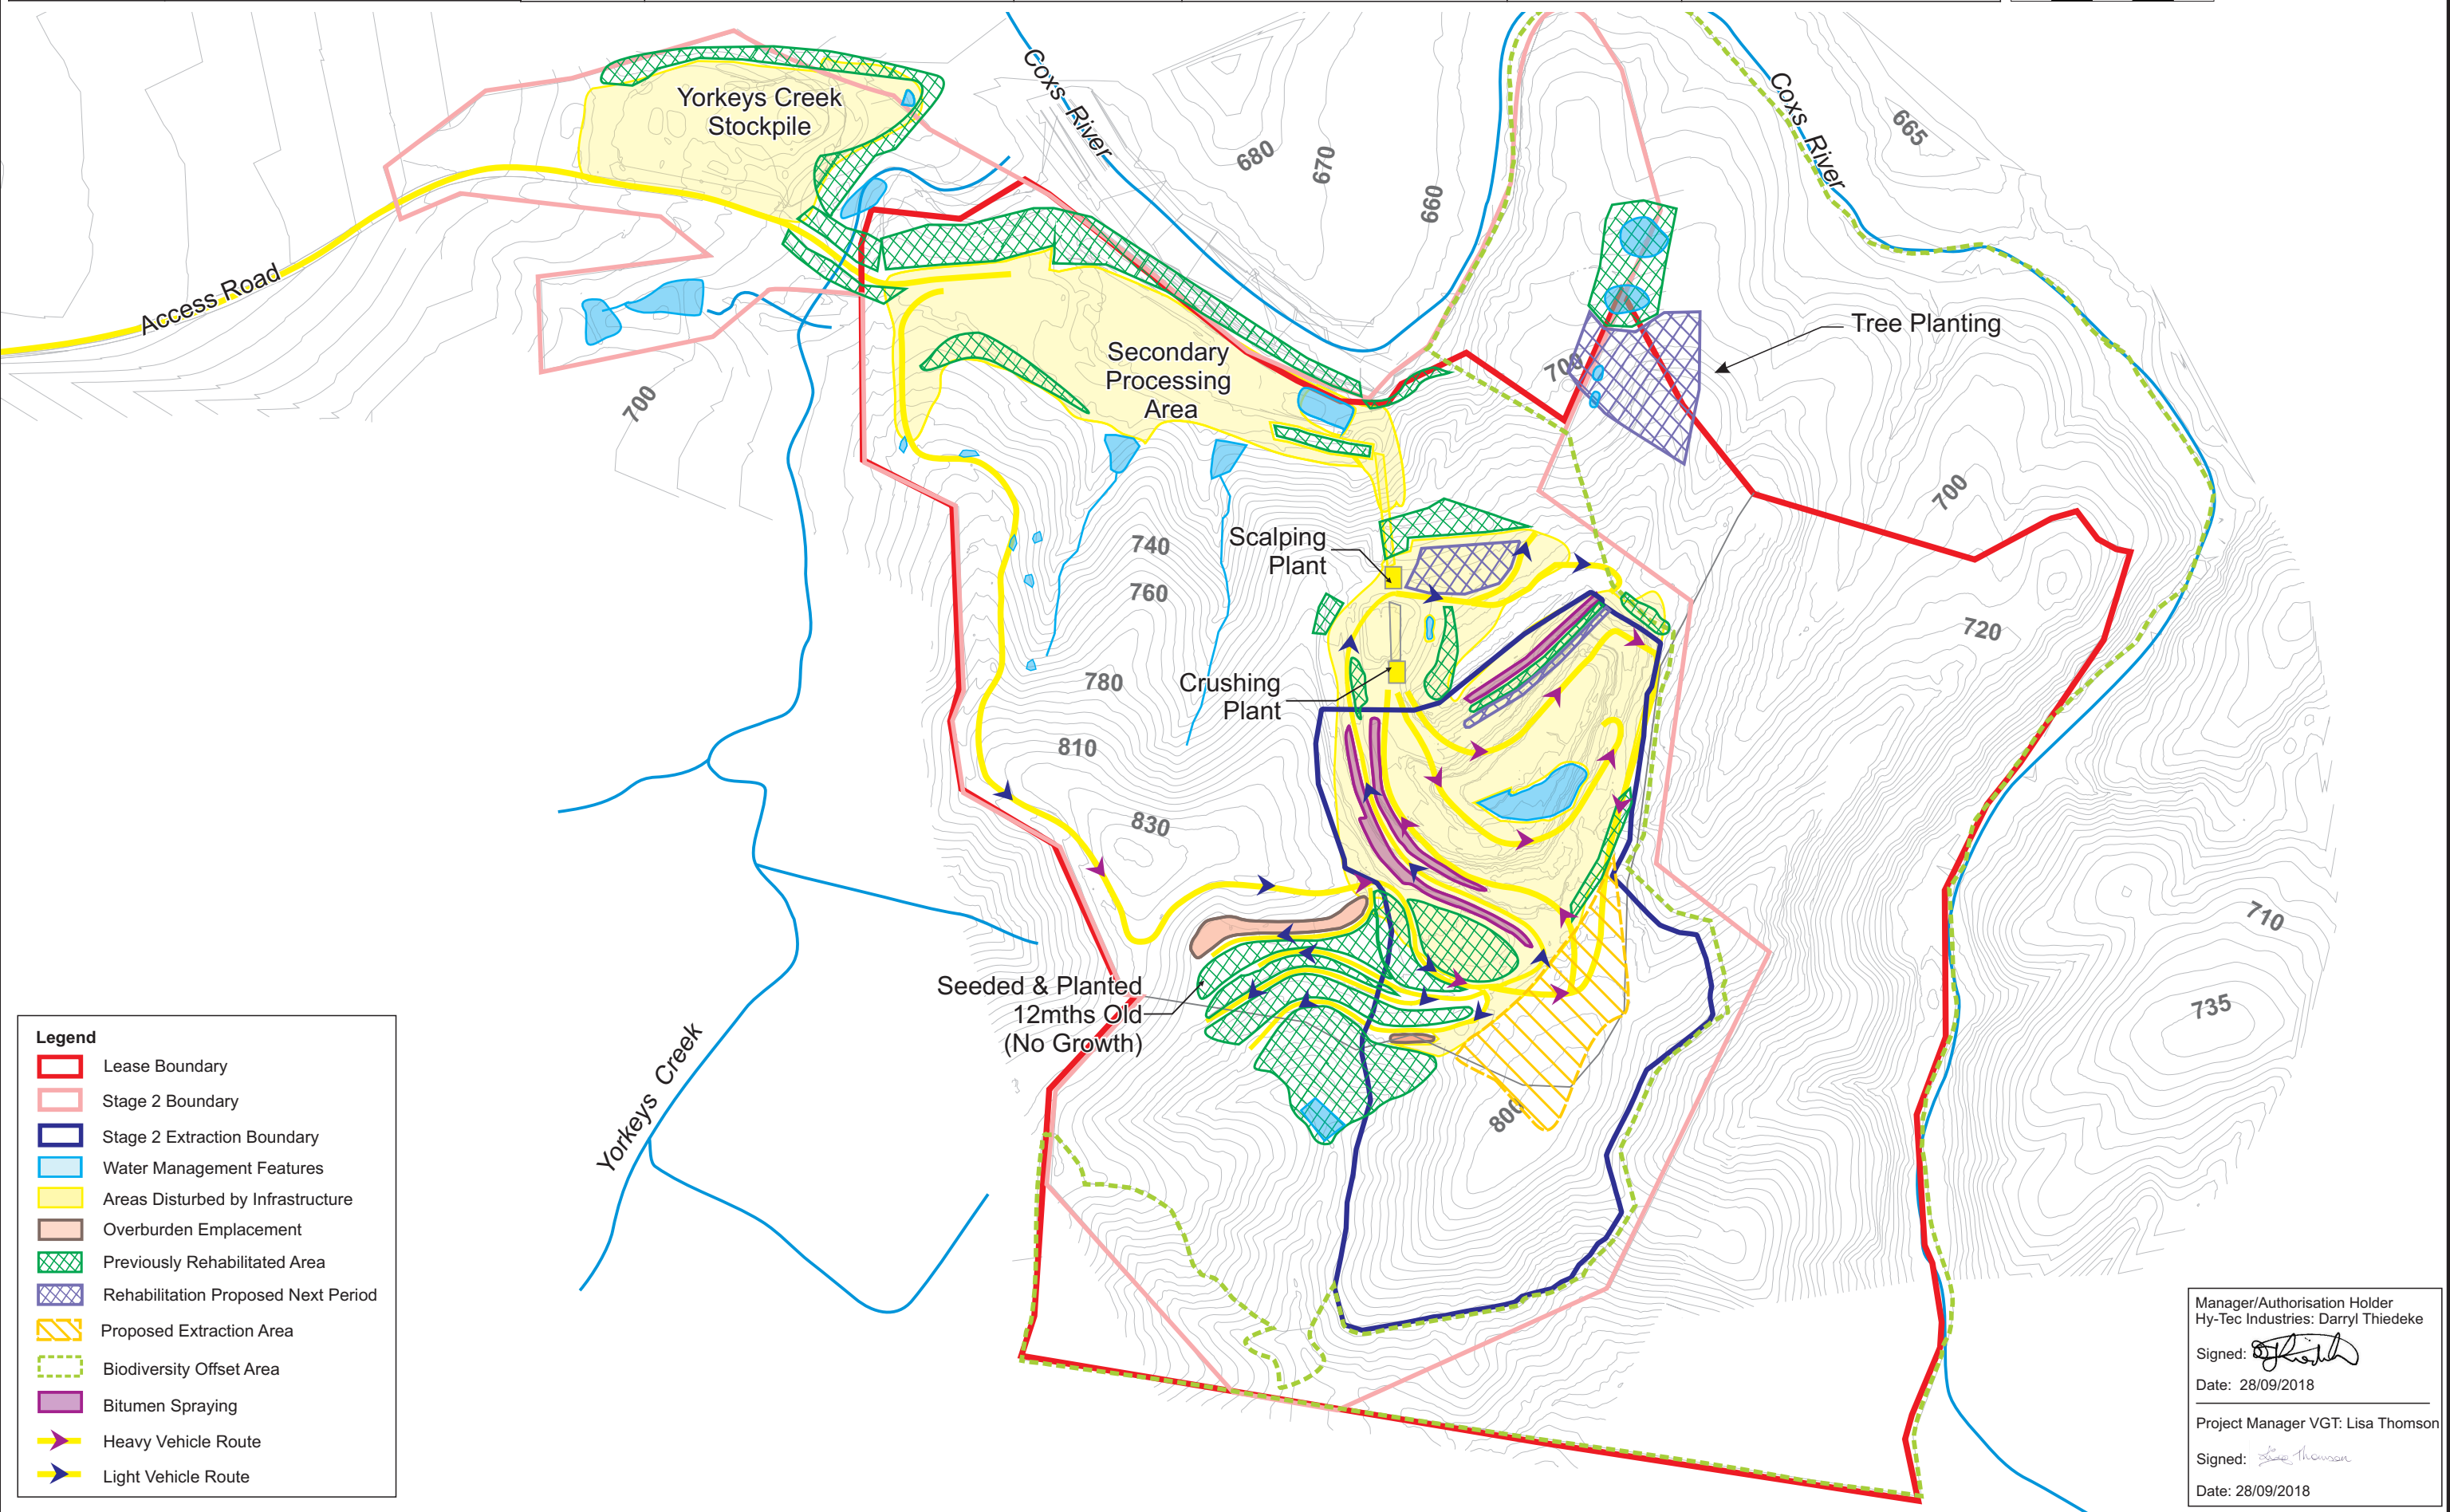 Yorkeys Creek
Stockpile
Coxs River
Coxs River
680
670
660
665
Access Road
700
Secondary
Processing
Area
700
Tree Planting
700
740
760
780
810
830
Scalping
Plant
Crushing
Plant
720
710
735
800
Seeded & Planted
12mths Old
(No Growth)
Yorkeys Creek
Legend
Lease Boundary
Stage 2 Boundary
Stage 2 Extraction Boundary
Water Management Features
Areas Disturbed by Infrastructure
Overburden Emplacement
Previously Rehabilitated Area
Rehabilitation Proposed Next Period
Proposed Extraction Area
Biodiversity Offset Area
Bitumen Spraying
Heavy Vehicle Route
Light Vehicle Route
Manager/Authorisation Holder
Hy-Tec Industries: Darryl Thiedeke
Signed:
Date: 28/09/2018
Project Manager VGT: Lisa Thomson
Signed: Lisa Thomson
Date: 28/09/2018